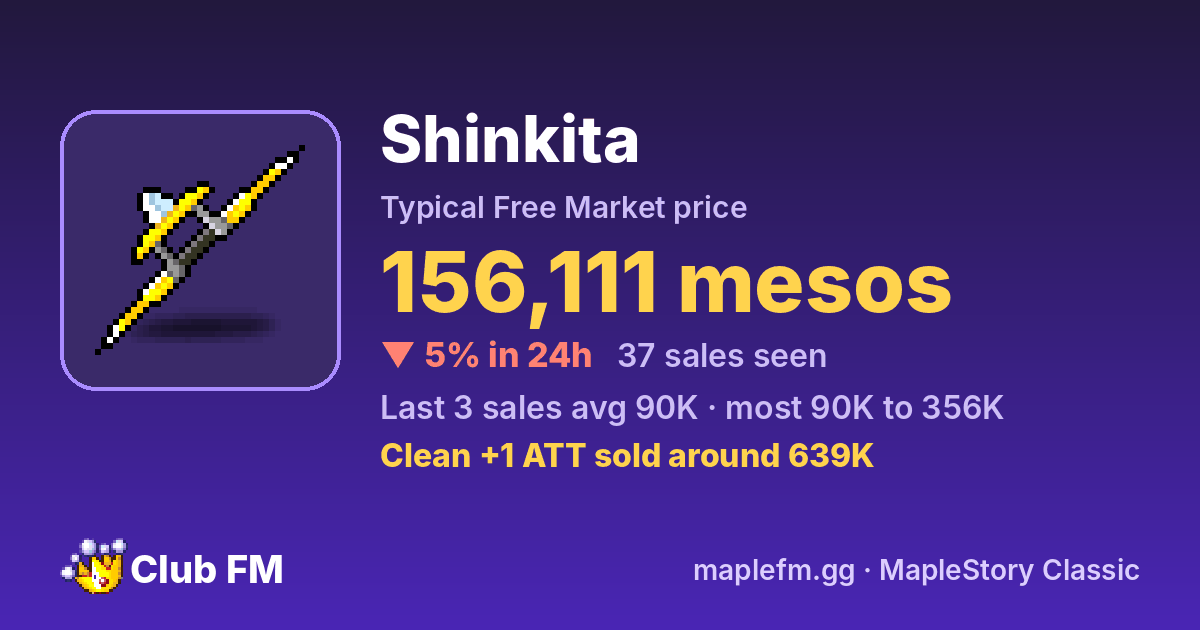 Shinkita
Typical Free Market price
156,111 mesos
▼ 5% in 24h 37 sales seen
Last 3 sales avg 90K · most 90K to 356K
Clean +1 ATT sold around 639K
Club FM
maplefm.gg · MapleStory Classic